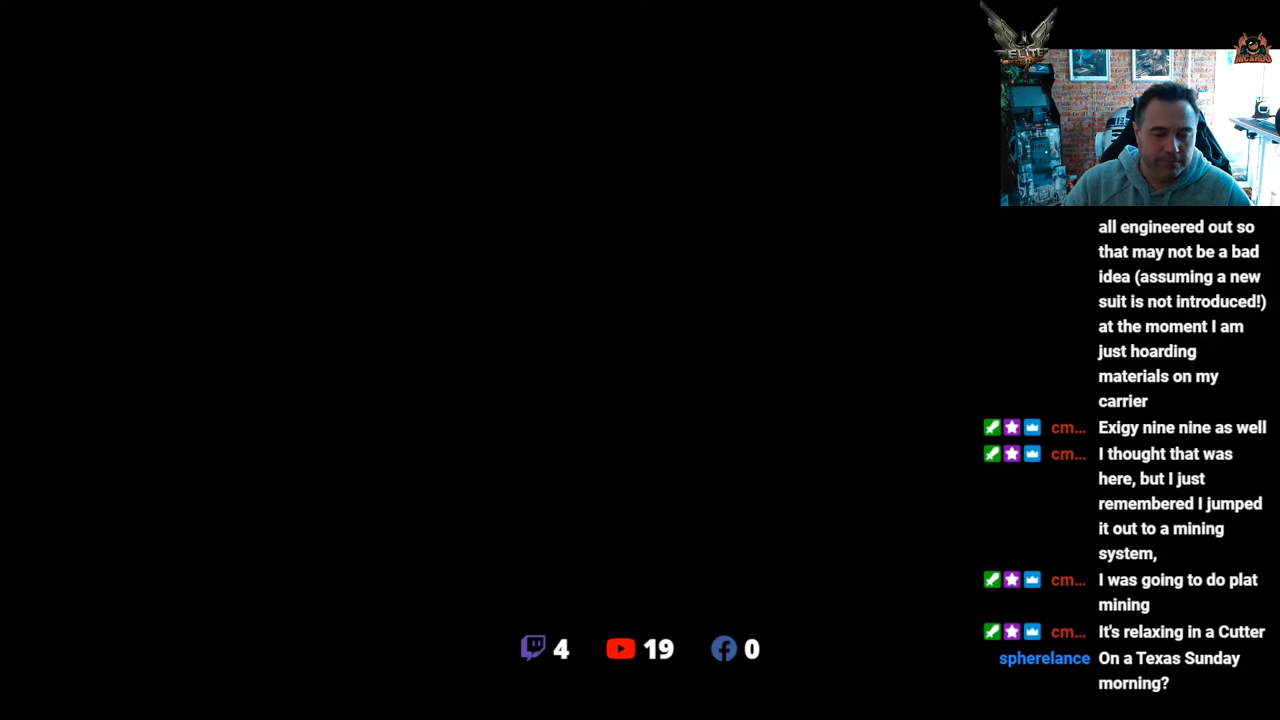 ELITE
RICARDO
all engineered out so
that may not be a bad
idea (assuming a new
suit is not introduced!)
at the moment I am
just hoarding
materials on my
carrier
cm... Exigy nine nine as well
cm... I thought that was
here, but I just
remembered I jumped
it out to a mining
system,
cm... I was going to do plat
mining
cm... It's relaxing in a Cutter
spherelance On a Texas Sunday
morning?
4 19 0